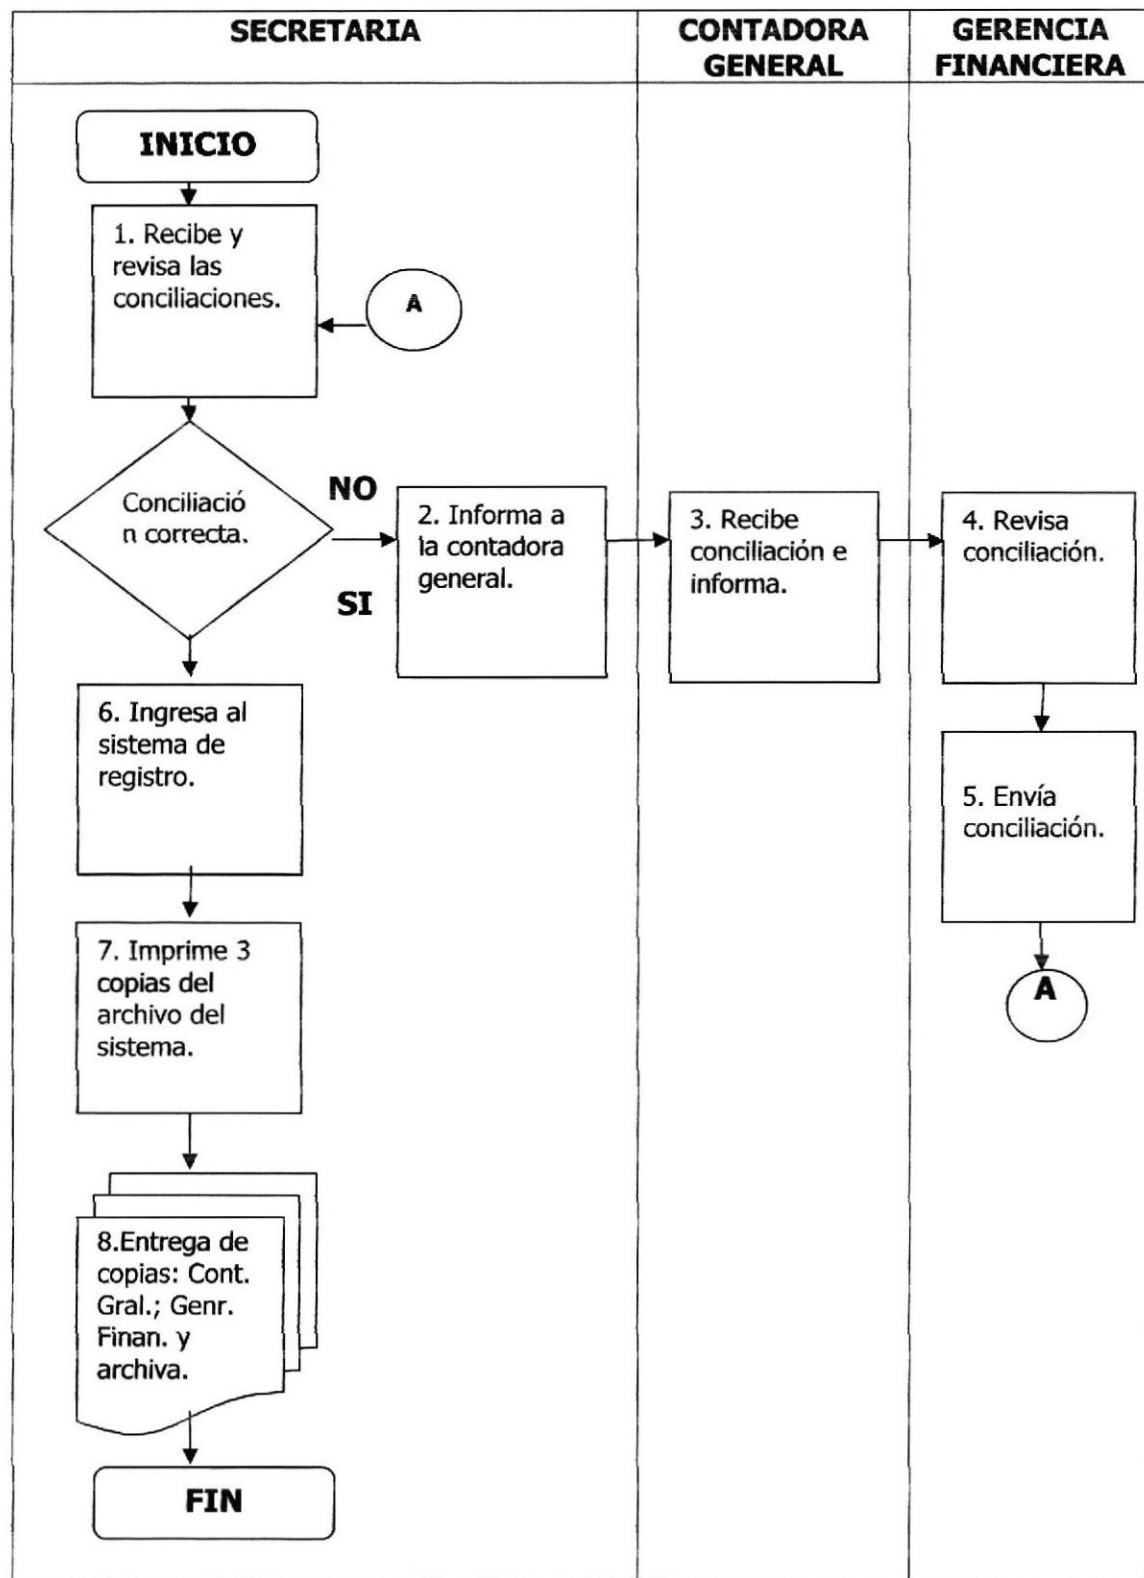 SECRETARIA
CONTADORA
GENERAL
GERENCIA
FINANCIERA
INICIO
1. Recibe y
revisa las
conciliaciones.
A
Conciliació
n correcta.
NO
SI
2. Informa a
la contadora
general.
3. Recibe
conciliación e
informa.
4. Revisa
conciliación.
5. Envía
conciliación.
A
6. Ingresa al
sistema de
registro.
7. Imprime 3
copias del
archivo del
sistema.
8.Entrega de
copias: Cont.
Gral.; Genr.
Finan. y
archiva.
FIN